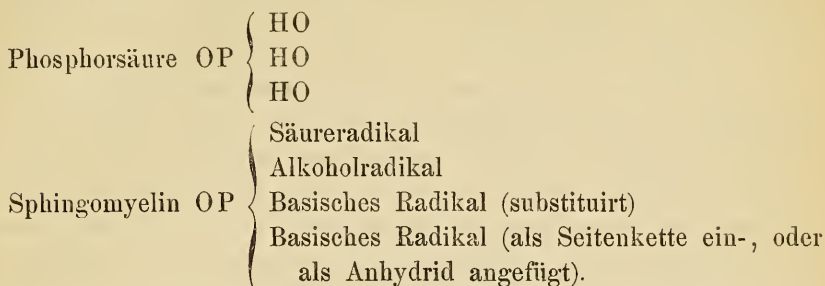 HO
Phosphorsäure OP { HO
HO
Säureradikal
Alkoholradikal
Sphingomyelin OP { Basisches Radikal (substituirt)
Basisches Radikal (als Seitenkette ein-, oder
als Anhydrid angefügt).